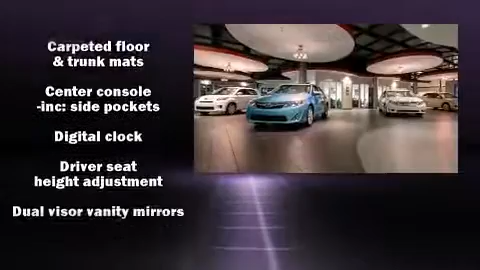 Carpeted floor
& trunk mats
Center console
-inc: side pockets
Digital clock
Driver seat
height adjustment
Dual visor vanity mirrors